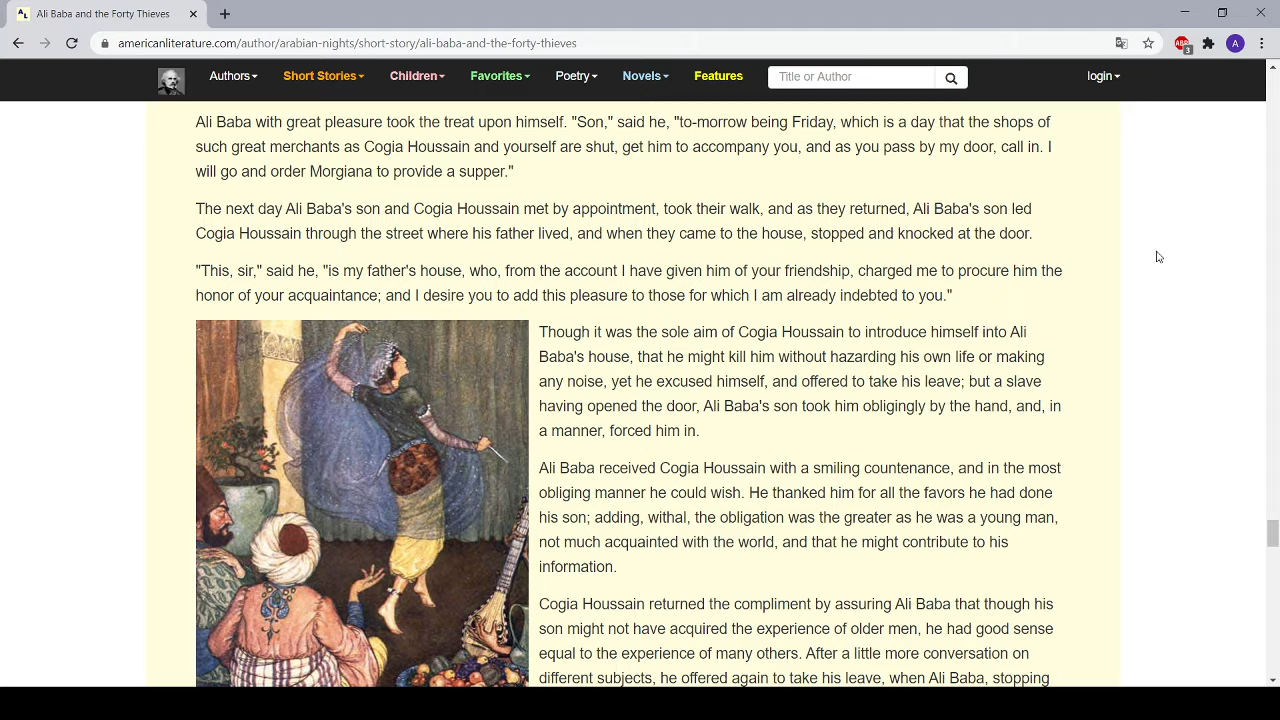 Ali Baba and the Forty Thieves
americanliterature.com/author/arabian-nights/short-story/ali-baba-and-the-forty-thieves
ABP
3
A
Authors
Short Stories
Children
Favorites
Poetry
Novels
Features
Title or Author
login
Ali Baba with great pleasure took the treat upon himself. "Son," said he, "to-morrow being Friday, which is a day that the shops of
such great merchants as Cogia Houssain and yourself are shut, get him to accompany you, and as you pass by my door, call in. I
will go and order Morgiana to provide a supper."
The next day Ali Baba's son and Cogia Houssain met by appointment, took their walk, and as they returned, Ali Baba's son led
Cogia Houssain through the street where his father lived, and when they came to the house, stopped and knocked at the door.
"This, sir," said he, "is my father's house, who, from the account I have given him of your friendship, charged me to procure him the
honor of your acquaintance; and I desire you to add this pleasure to those for which I am already indebted to you."
Though it was the sole aim of Cogia Houssain to introduce himself into Ali
Baba's house, that he might kill him without hazarding his own life or making
any noise, yet he excused himself, and offered to take his leave; but a slave
having opened the door, Ali Baba's son took him obligingly by the hand, and, in
a manner, forced him in.
Ali Baba received Cogia Houssain with a smiling countenance, and in the most
obliging manner he could wish. He thanked him for all the favors he had done
his son; adding, withal, the obligation was the greater as he was a young man,
not much acquainted with the world, and that he might contribute to his
information.
Cogia Houssain returned the compliment by assuring Ali Baba that though his
son might not have acquired the experience of older men, he had good sense
equal to the experience of many others. After a little more conversation on
different subjects, he offered again to take his leave, when Ali Baba, stopping